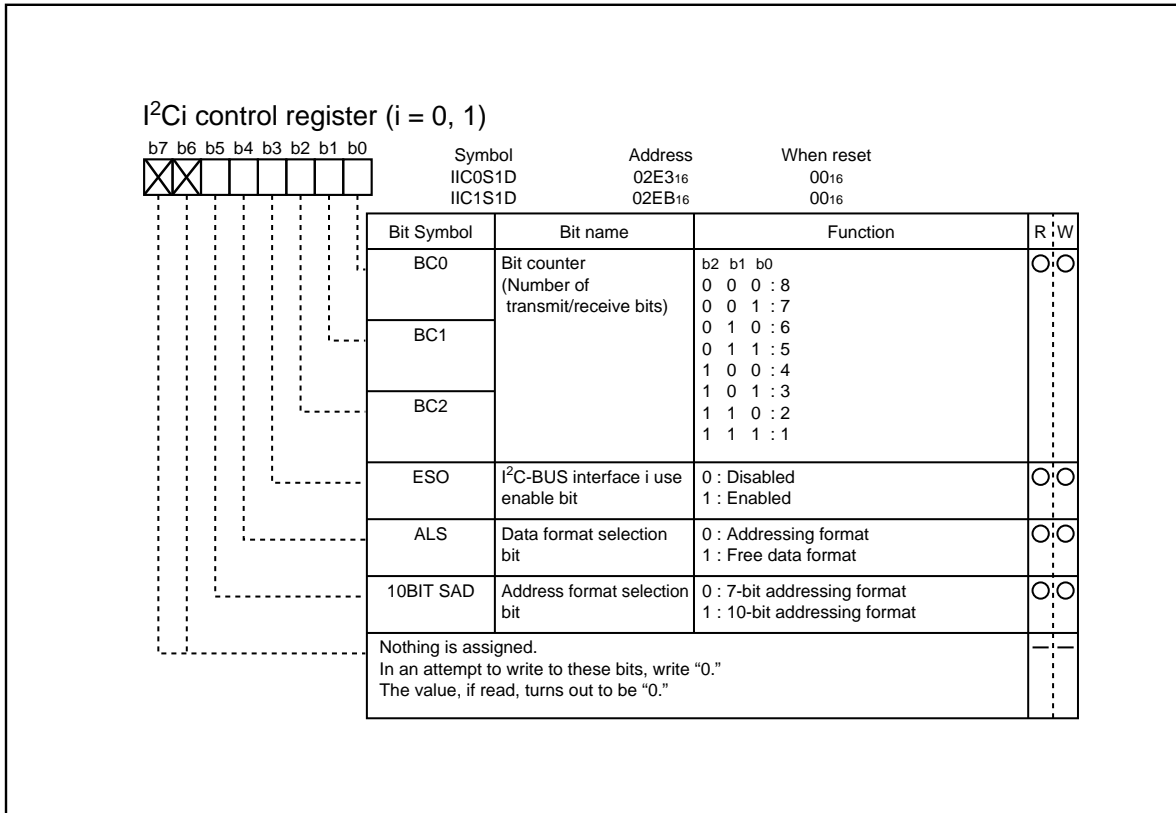 I²Ci control register (i = 0, 1)
b7 b6 b5 b4 b3 b2 b1 b0
Symbol Address When reset
IIC0S1D 02E3₁₆ 00₁₆
IIC1S1D 02EB₁₆ 00₁₆
Bit Symbol Bit name Function R W
BC0 Bit counter b2 b1 b0
(Number of 0 0 0 : 8
transmit/receive bits) 0 0 1 : 7
0 1 0 : 6
BC1 0 1 1 : 5
1 0 0 : 4
1 0 1 : 3
BC2 1 1 0 : 2
1 1 1 : 1
ESO I²C-BUS interface i use 0 : Disabled
enable bit 1 : Enabled
ALS Data format selection 0 : Addressing format
bit 1 : Free data format
10BIT SAD Address format selection 0 : 7-bit addressing format
bit 1 : 10-bit addressing format
Nothing is assigned. — —
In an attempt to write to these bits, write “0.”
The value, if read, turns out to be “0.”